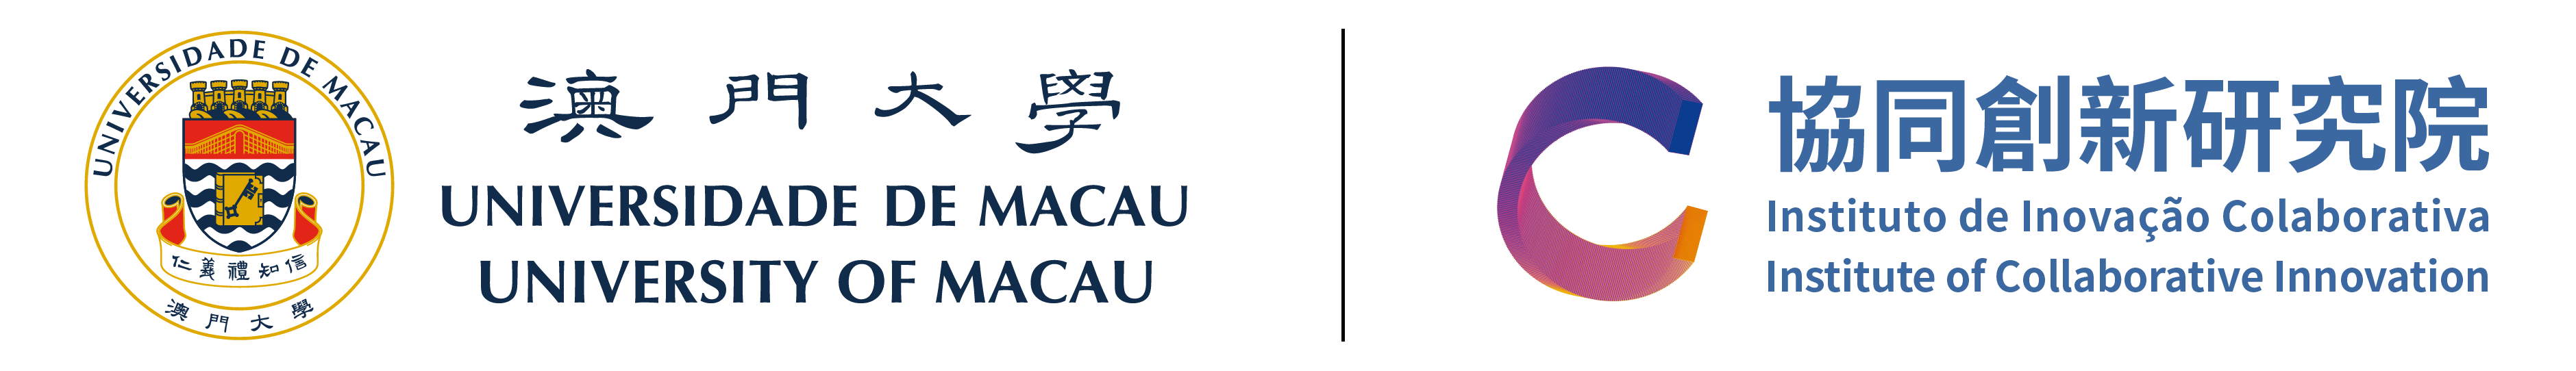 UNIVERSIDADE DE MACAU
仁義禮知信
澳門大學
澳門大學
UNIVERSIDADE DE MACAU
UNIVERSITY OF MACAU
協同創新研究院
Instituto de Inovação Colaborativa
Institute of Collaborative Innovation